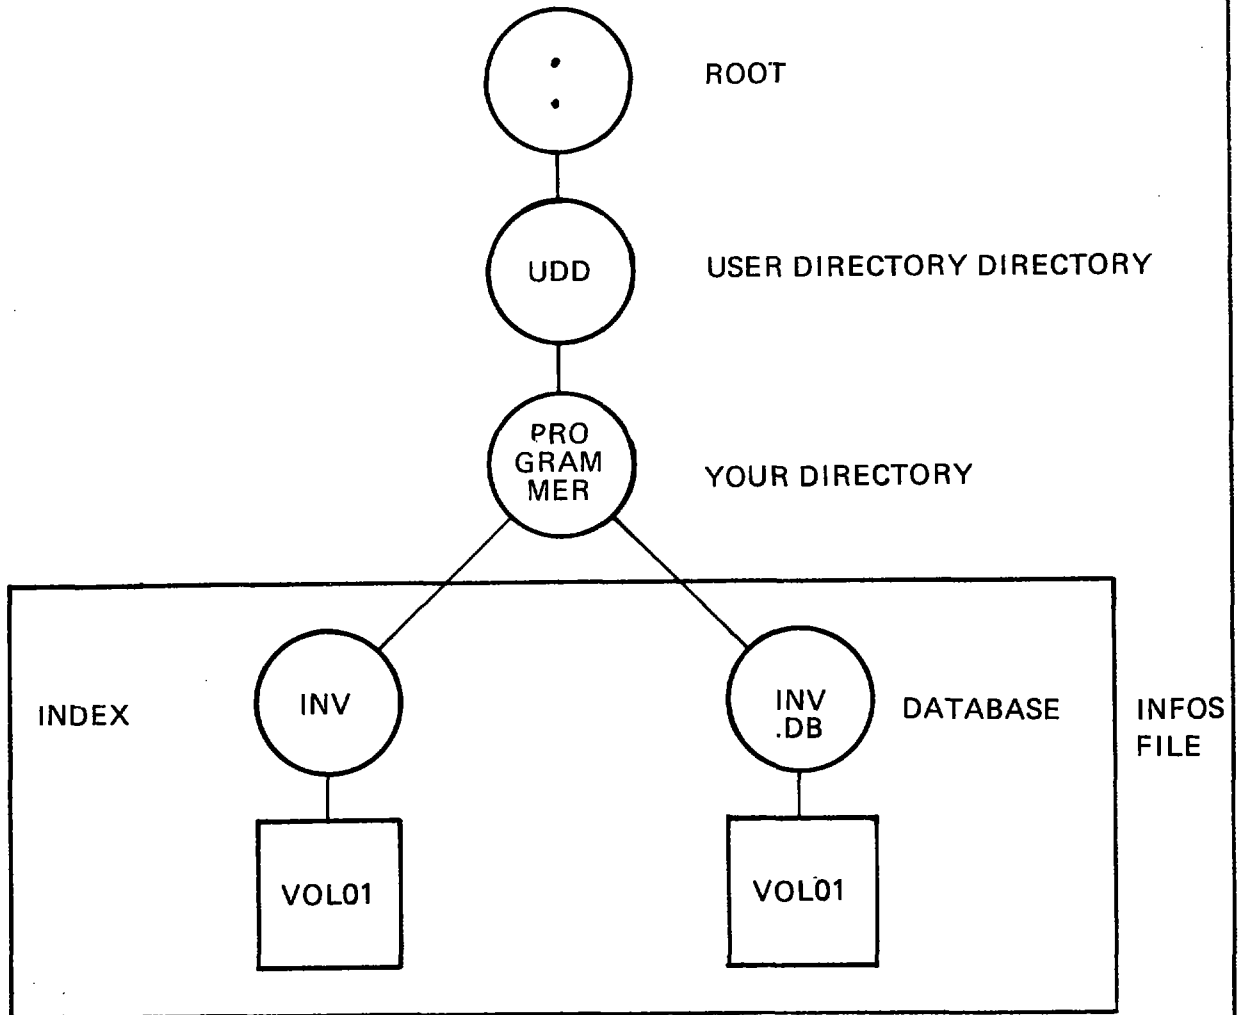 :
ROOT
UDD
USER DIRECTORY DIRECTORY
PRO
GRAM
MER
YOUR DIRECTORY
INDEX
INV
INV
.DB
DATABASE
INFOS
FILE
VOL01
VOL01